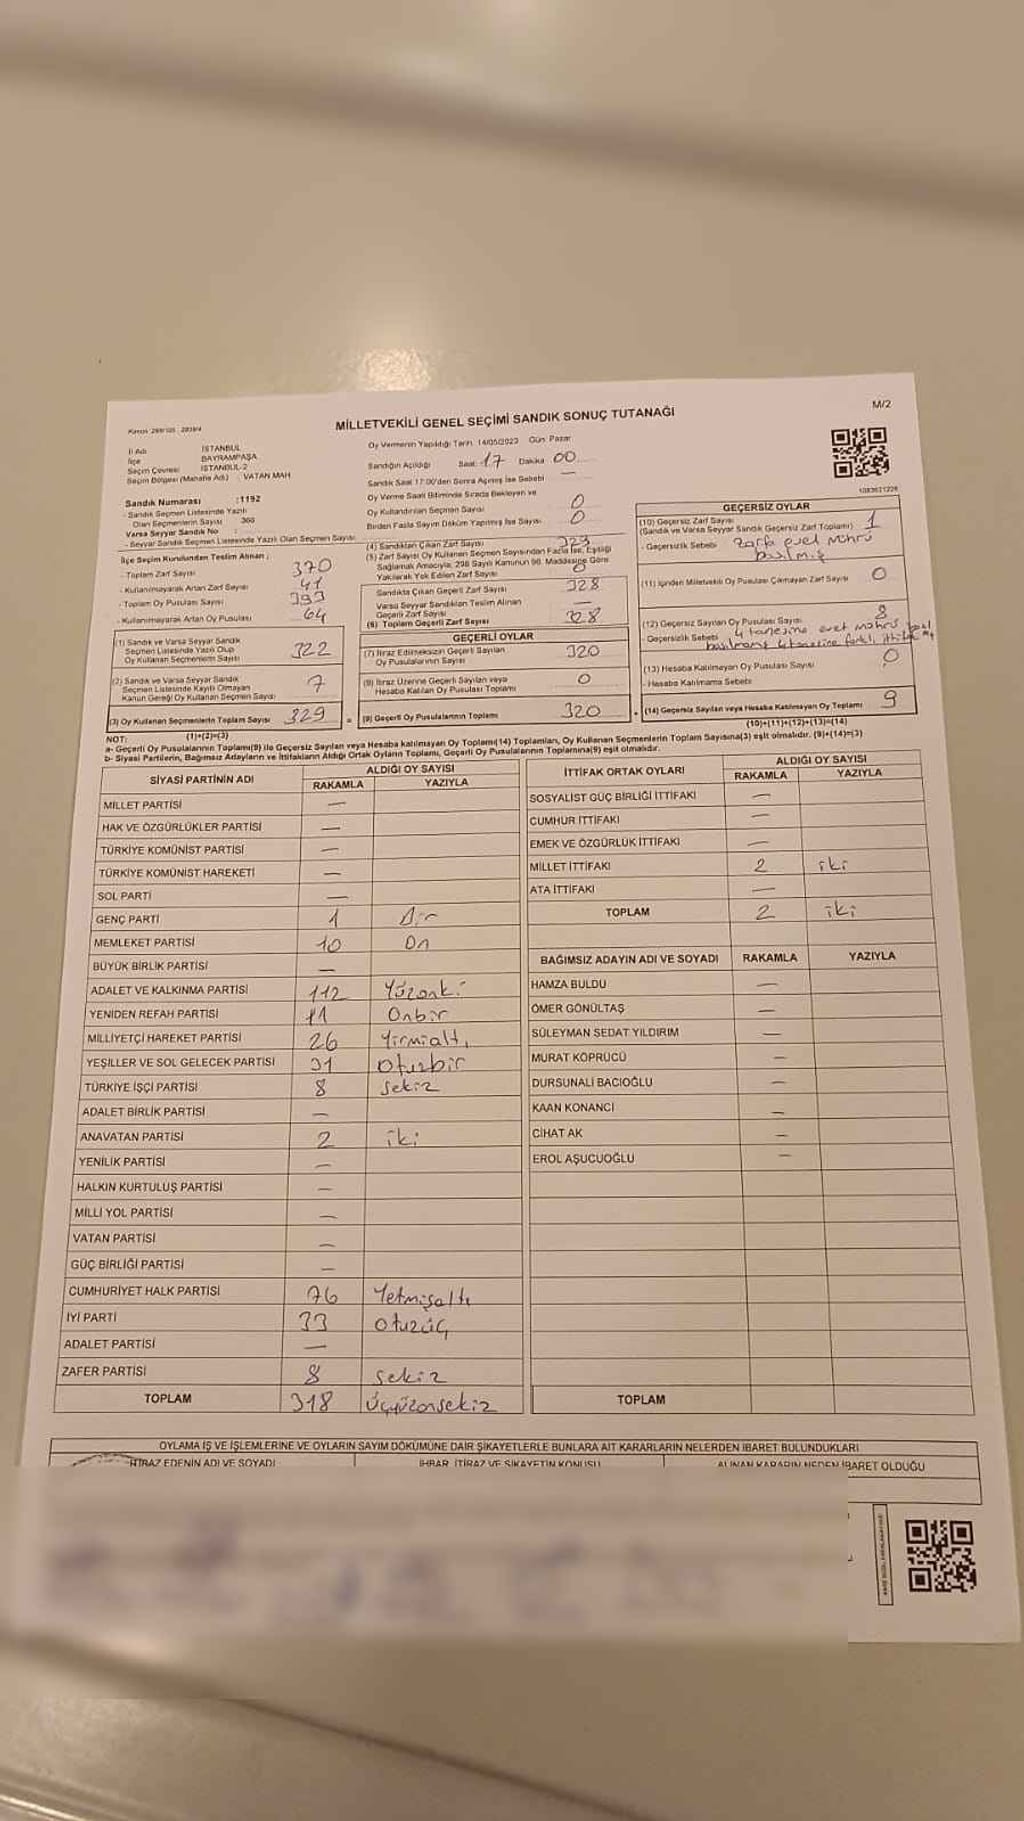 MİLLETVEKİLİ GENEL SEÇİMİ SANDIK SONUÇ TUTANAĞI
M/2
İl Adı İSTANBUL
İlçe BAYRAMPAŞA
Seçim Çevresi İSTANBUL-2
Seçim Bölgesi (Mahalle Adı) : VATAN MAH
Sandık Numarası :1192
- Sandık Seçmen Listesinde Yazılı
Olan Seçmenlerin Sayısı 360
Varsa Seyyar Sandık No :
- Seyyar Sandık Seçmen Listesinde Yazılı Olan Seçmen Sayısı:
Oy Vermenin Yapıldığı Tarih: 14/05/2023 Gün: Pazar
Sandığın Açıldığı Saat: 17 Dakika 00
Sandık Saat 17:00'den Sonra Açılmış İse Sebebi —
Oy Verme Saati Bitiminde Sırada Bekleyen ve
Oy Kullandırılan Seçmen Sayısı 0
Birden Fazla Sayım Döküm Yapılmış İse Sayısı 0
İlçe Seçim Kurulundan Teslim Alınan ;
- Toplam Zarf Sayısı 370
- Kullanılmayarak Artan Zarf Sayısı 41
- Toplam Oy Pusulası Sayısı 393
- Kullanılmayarak Artan Oy Pusulası 64
(1) Sandık ve Varsa Seyyar Sandık
Seçmen Listesinde Yazılı Olup
Oy Kullanan Seçmenlerin Sayısı 322
(2) Sandık ve Varsa Seyyar Sandık
Seçmen Listesinde Kayıtlı Olmayan
Kanun Gereği Oy Kullanan Seçmen Sayısı 7
(3) Oy Kullanan Seçmenlerin Toplam Sayısı 329
(1)+(2)=(3)
(4) Sandıktan Çıkan Zarf Sayısı 329
(5) Zarf Sayısı Oy Kullanan Seçmen Sayısından Fazla İse, Eşitliği
Sağlamak Amacıyla, 298 Sayılı Kanunun 98. Maddesine Göre
Yakılarak Yok Edilen Zarf Sayısı 0
Sandıkta Çıkan Geçerli Zarf Sayısı 328
Varsa Seyyar Sandıktan Teslim Alınan
Geçerli Zarf Sayısı —
(6) Toplam Geçerli Zarf Sayısı 328
GEÇERLİ OYLAR
(7) İtiraz Edilmeksizin Geçerli Sayılan
Oy Pusulalarının Sayısı 320
(8) İtiraz Üzerine Geçerli Sayılan veya
Hesaba Katılan Oy Pusulası Toplamı 0
(9) Geçerli Oy Pusulalarının Toplamı 320
1083621226
GEÇERSİZ OYLAR
(10) Geçersiz Zarf Sayısı
(Sandık ve Varsa Seyyar Sandık Geçersiz Zarf Toplamı) 1
- Geçersizlik Sebebi zarfa evet mührü
basılmış
(11) İçinden Milletvekili Oy Pusulası Çıkmayan Zarf Sayısı 0
(12) Geçersiz Sayılan Oy Pusulası Sayısı 8
- Geçersizlik Sebebi 4 tanesine evet mührü
basılmamış 4 tanesine farklı ittifak
(13) Hesaba Katılmayan Oy Pusulası Sayısı 0
- Hesaba Katılmama Sebebi
(14) Geçersiz Sayılan veya Hesaba Katılmayan Oy Toplamı 9
(10)+(11)+(12)+(13)=(14)
NOT:
a- Geçerli Oy Pusulalarının Toplamı(9) ile Geçersiz Sayılan veya Hesaba katılmayan Oy Toplamı(14) Toplamları, Oy Kullanan Seçmenlerin Toplam Sayısına(3) eşit olmalıdır. (9)+(14)=(3)
b- Siyasi Partilerin, Bağımsız Adayların ve İttifakların Aldığı Ortak Oyların Toplamı, Geçerli Oy Pusulalarının Toplamına(9) eşit olmalıdır.
SİYASİ PARTİNİN ADI ALDIĞI OY SAYISI
RAKAMLA YAZIYLA
MİLLET PARTİSİ —
HAK VE ÖZGÜRLÜKLER PARTİSİ —
TÜRKİYE KOMÜNİST PARTİSİ —
TÜRKİYE KOMÜNİST HAREKETİ —
SOL PARTİ —
GENÇ PARTİ 1 Bir
MEMLEKET PARTİSİ 10 On
BÜYÜK BİRLİK PARTİSİ —
ADALET VE KALKINMA PARTİSİ 112 Yüzoniki
YENİDEN REFAH PARTİSİ 11 Onbir
MİLLİYETÇİ HAREKET PARTİSİ 26 Yirmialtı
YEŞİLLER VE SOL GELECEK PARTİSİ 31 Oturbir
TÜRKİYE İŞÇİ PARTİSİ 8 Sekiz
ADALET BİRLİK PARTİSİ —
ANAVATAN PARTİSİ 2 iki
YENİLİK PARTİSİ —
HALKIN KURTULUŞ PARTİSİ —
MİLLİ YOL PARTİSİ —
VATAN PARTİSİ —
GÜÇ BİRLİĞİ PARTİSİ —
CUMHURİYET HALK PARTİSİ 76 Yetmişaltı
İYİ PARTİ 33 Otuzüç
ADALET PARTİSİ —
ZAFER PARTİSİ 8 Sekiz
TOPLAM 318 Üçyüzonsekiz
İTTİFAK ORTAK OYLARI ALDIĞI OY SAYISI
RAKAMLA YAZIYLA
SOSYALİST GÜÇ BİRLİĞİ İTTİFAKI —
CUMHUR İTTİFAKI —
EMEK VE ÖZGÜRLÜK İTTİFAKI —
MİLLET İTTİFAKI 2 iki
ATA İTTİFAKI —
TOPLAM 2 iki
BAĞIMSIZ ADAYIN ADI VE SOYADI RAKAMLA YAZIYLA
HAMZA BULDU —
ÖMER GÖNÜLTAŞ —
SÜLEYMAN SEDAT YILDIRIM —
MURAT KÖPRÜCÜ —
DURSUNALİ BACIOĞLU —
KAAN KONANCI —
CİHAT AK —
EROL AŞUCUOĞLU —
TOPLAM
OYLAMA İŞ VE İŞLEMLERİNE VE OYLARIN SAYIM DÖKÜMÜNE DAİR ŞİKAYETLERLE BUNLARA AİT KARARLARIN NELERDEN İBARET BULUNDUKLARI
İTİRAZ EDENİN ADI VE SOYADI İHBAR, İTİRAZ VE ŞİKAYETİN KONUSU ALINAN KARARIN NEDEN İBARET OLDUĞU